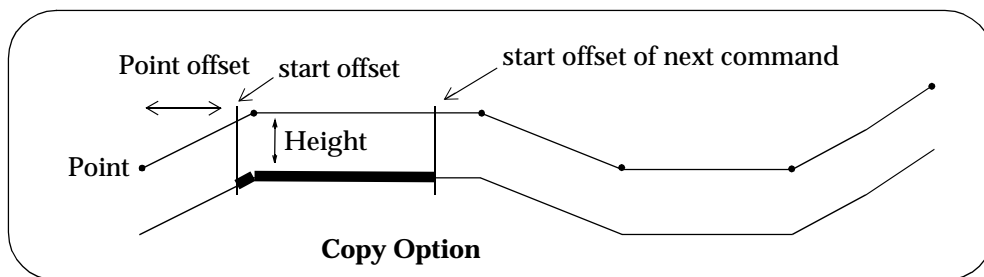 Point offset
start offset
start offset of next command
Height
Point
Copy Option